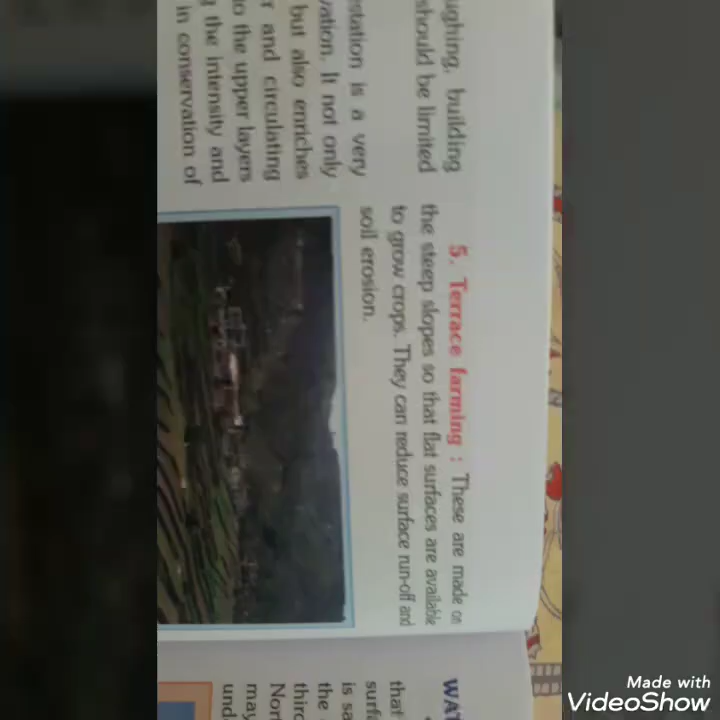 ughing, building
should be limited
station is a very
vation. It not only
but also enriches
r and circulating
o the upper layers
the intensity and
in conservation of
5. Terrace farming : These are made on
the steep slopes so that flat surfaces are available
to grow crops. They can reduce surface run-off and
soil erosion.
WAT
that
surfa
is sa
the
third
Nor
may
und
Made with
VideoShow